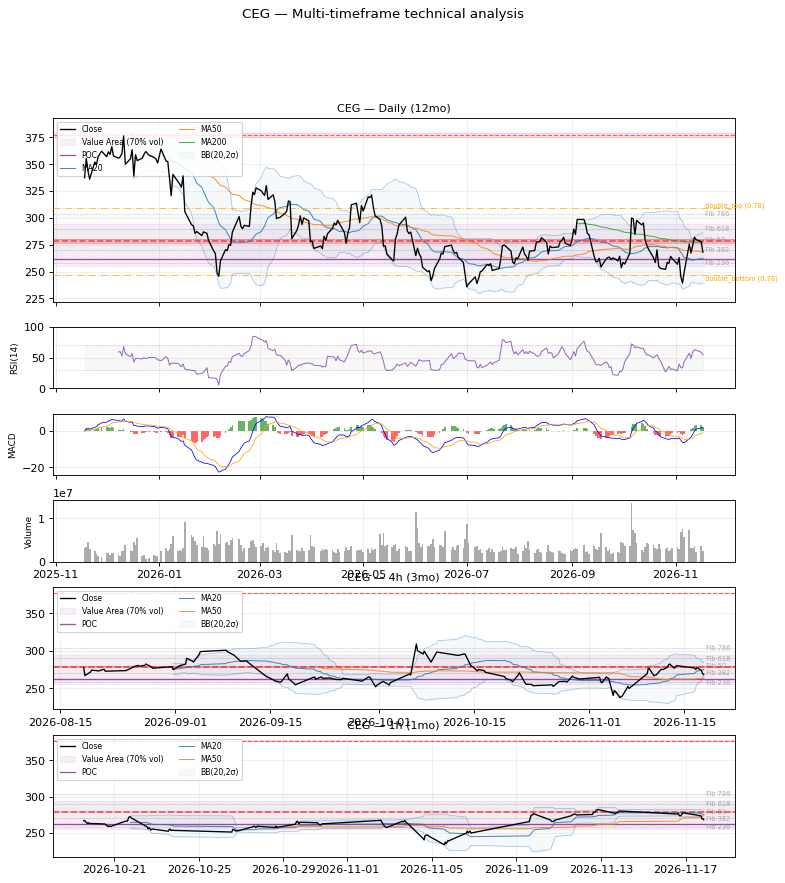 CEG — Multi-timeframe technical analysis
CEG — Daily (12mo)
Close
Value Area (70% vol)
POC
MA20
MA50
MA200
BB(20,2σ)
375
350
325
300
275
250
225
double_top (0.78)
Fib 786
Fib 618
Fib 382
Fib 236
double_bottom (0.78)
RSI(14)
100
50
0
MACD
0
−20
1e7
Volume
1
0
2025-11
2026-01
2026-03
2026-05
2026-07
2026-09
2026-11
CEG — 4h (3mo)
Close
Value Area (70% vol)
POC
MA20
MA50
BB(20,2σ)
350
300
250
Fib 786
Fib 618
Fib 382
Fib 236
2026-08-15
2026-09-01
2026-09-15
2026-10-01
2026-10-15
2026-11-01
2026-11-15
CEG — 1h (1mo)
Close
Value Area (70% vol)
POC
MA20
MA50
BB(20,2σ)
350
300
250
Fib 786
Fib 618
Fib 382
Fib 236
2026-10-21
2026-10-25
2026-10-29
2026-11-01
2026-11-05
2026-11-09
2026-11-13
2026-11-17